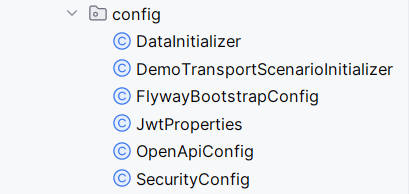 config
DataInitializer
DemoTransportScenarioInitializer
FlywayBootstrapConfig
JwtProperties
OpenApiConfig
SecurityConfig